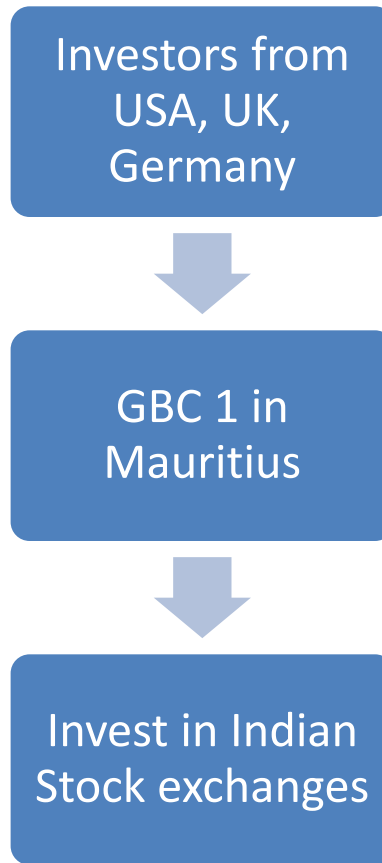 Investors from
USA, UK,
Germany
GBC 1 in
Mauritius
Invest in Indian
Stock exchanges